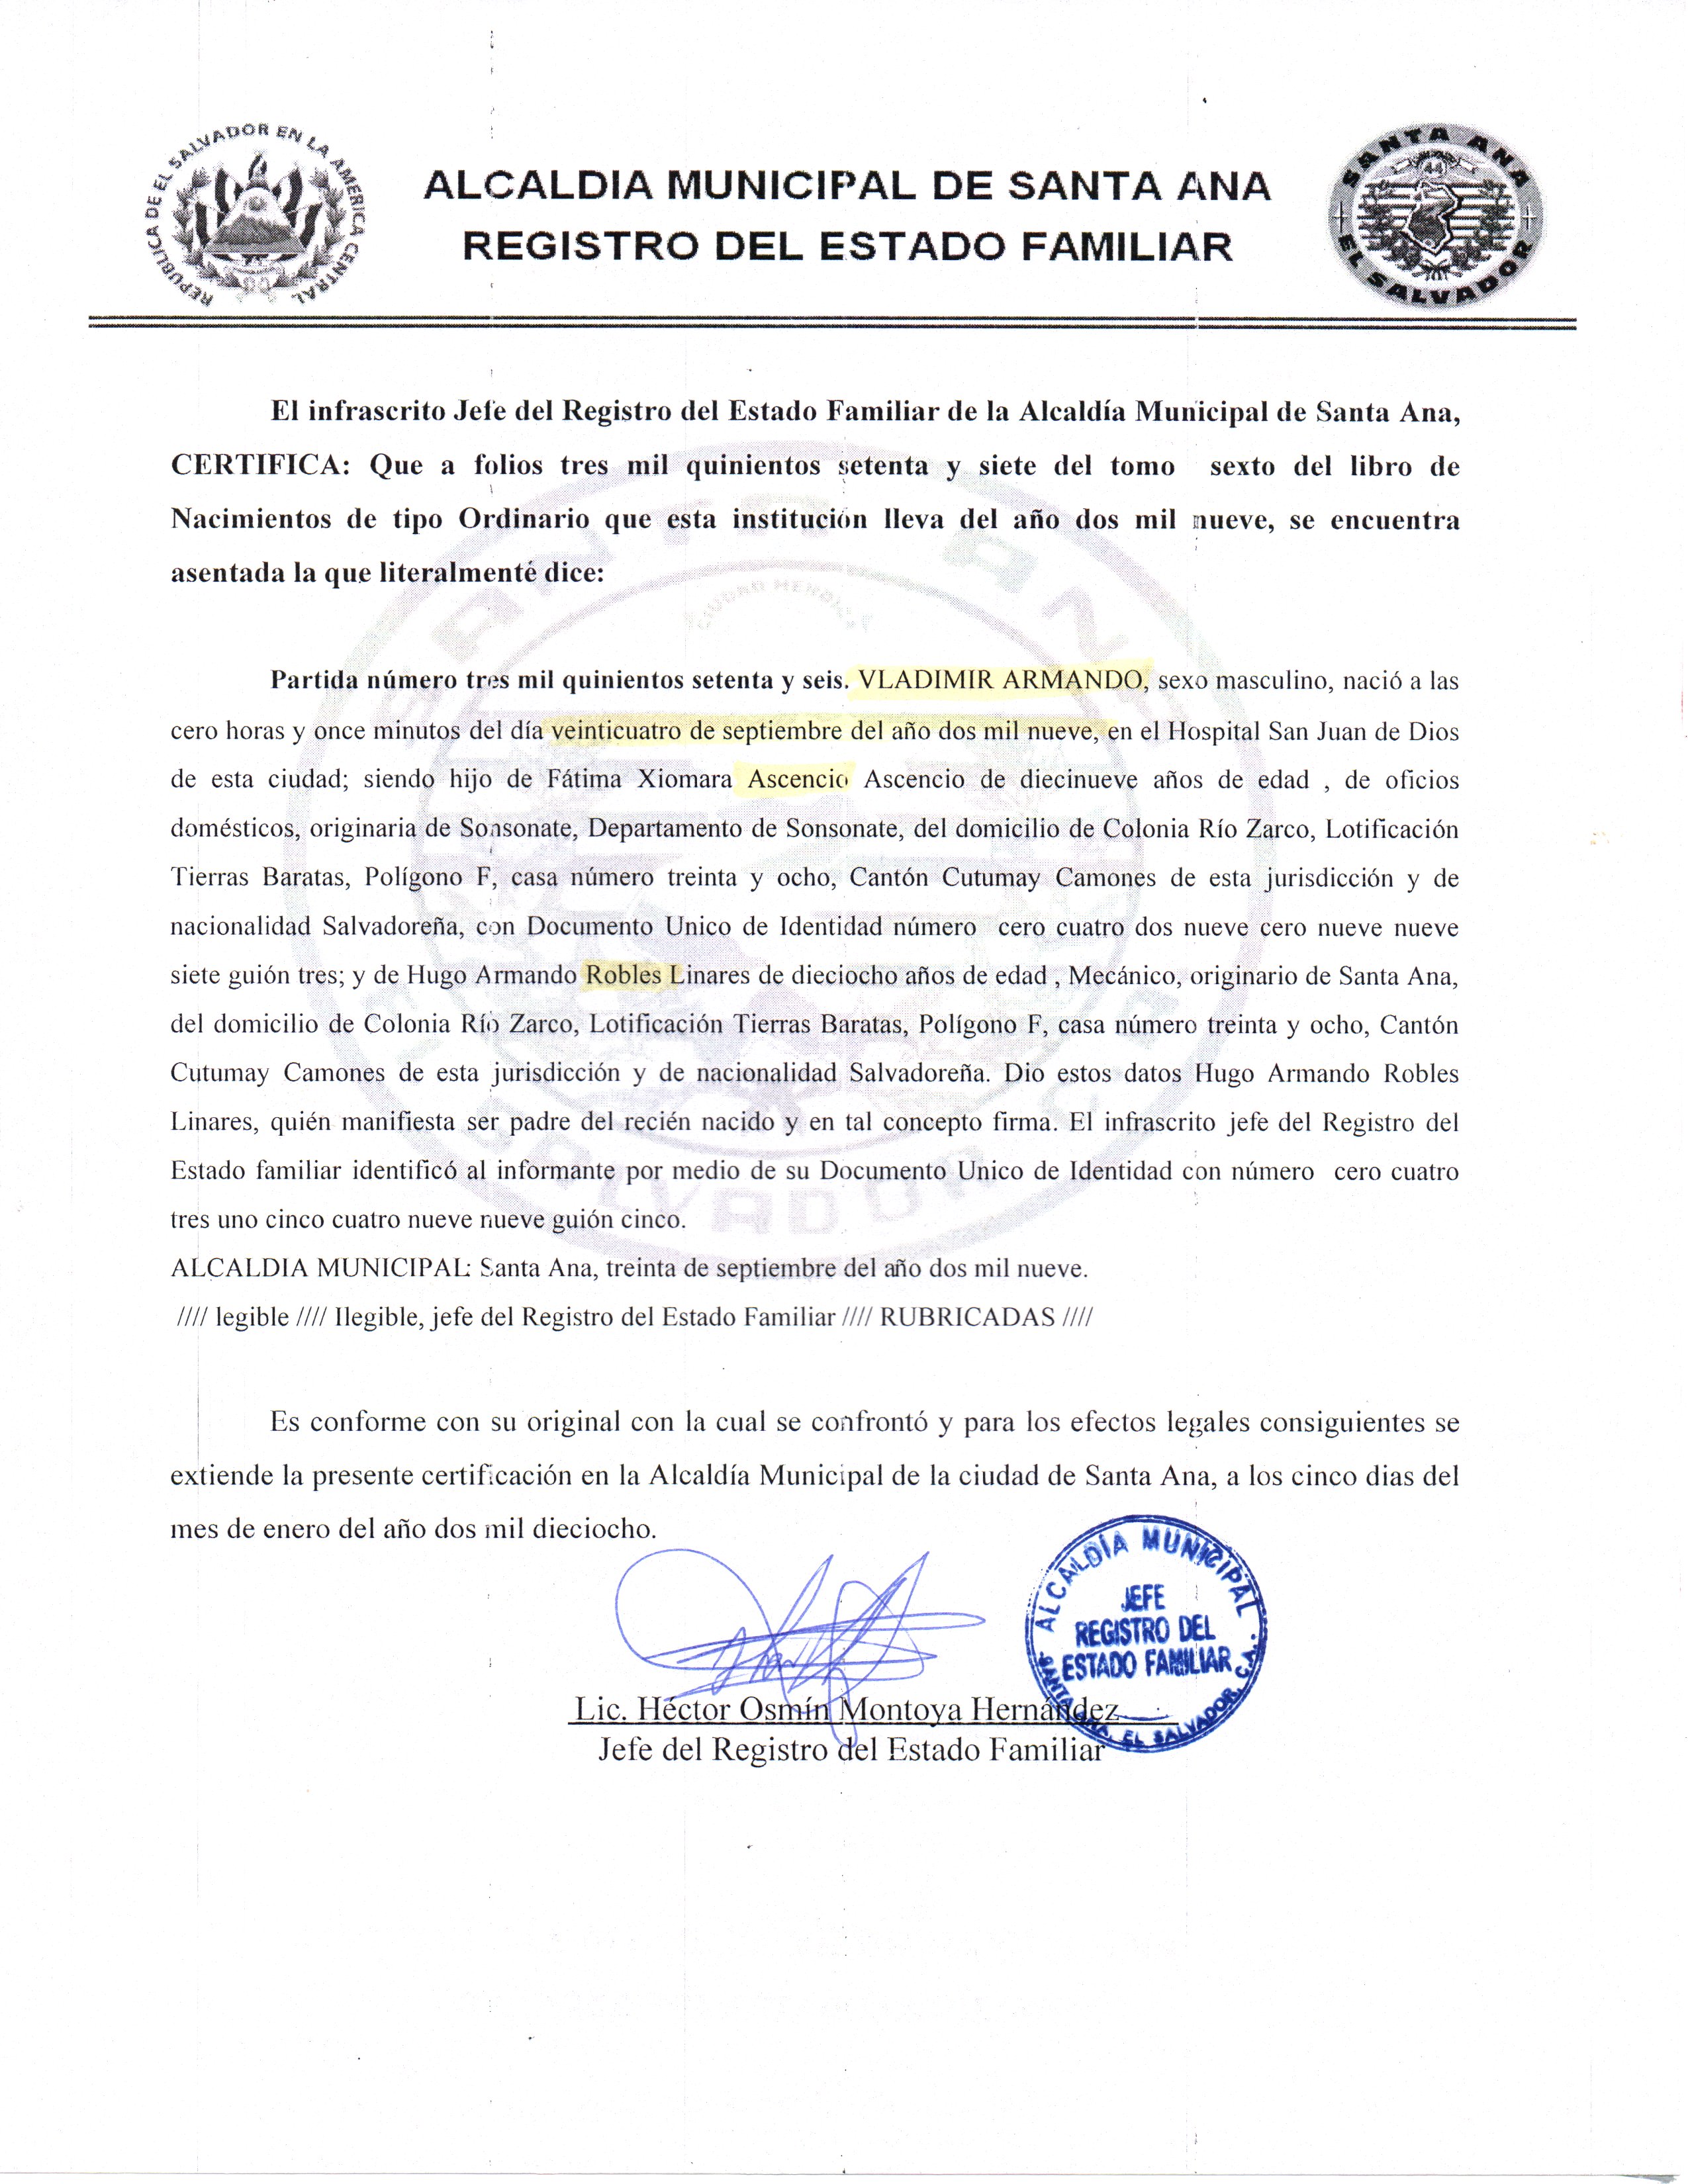 REPUBLICA DE EL SALVADOR EN LA AMERICA CENTRAL
ALCALDIA MUNICIPAL DE SANTA ANA
REGISTRO DEL ESTADO FAMILIAR
SANTA ANA
44
EL SALVADOR
El infrascrito Jefe del Registro del Estado Familiar de la Alcaldía Municipal de Santa Ana,
CERTIFICA: Que a folios tres mil quinientos setenta y siete del tomo sexto del libro de
Nacimientos de tipo Ordinario que esta institución lleva del año dos mil nueve, se encuentra
asentada la que literalmente dice:
Partida número tres mil quinientos setenta y seis. VLADIMIR ARMANDO, sexo masculino, nació a las
cero horas y once minutos del día veinticuatro de septiembre del año dos mil nueve, en el Hospital San Juan de Dios
de esta ciudad; siendo hijo de Fátima Xiomara Ascencio Ascencio de diecinueve años de edad , de oficios
domésticos, originaria de Sonsonate, Departamento de Sonsonate, del domicilio de Colonia Río Zarco, Lotificación
Tierras Baratas, Polígono F, casa número treinta y ocho, Cantón Cutumay Camones de esta jurisdicción y de
nacionalidad Salvadoreña, con Documento Unico de Identidad número cero cuatro dos nueve cero nueve nueve
siete guión tres; y de Hugo Armando Robles Linares de dieciocho años de edad , Mecánico, originario de Santa Ana,
del domicilio de Colonia Río Zarco, Lotificación Tierras Baratas, Polígono F, casa número treinta y ocho, Cantón
Cutumay Camones de esta jurisdicción y de nacionalidad Salvadoreña. Dio estos datos Hugo Armando Robles
Linares, quién manifiesta ser padre del recién nacido y en tal concepto firma. El infrascrito jefe del Registro del
Estado familiar identificó al informante por medio de su Documento Unico de Identidad con número cero cuatro
tres uno cinco cuatro nueve nueve guión cinco.
ALCALDIA MUNICIPAL: Santa Ana, treinta de septiembre del año dos mil nueve.
//// legible //// Ilegible, jefe del Registro del Estado Familiar //// RUBRICADAS ////
Es conforme con su original con la cual se confrontó y para los efectos legales consiguientes se
extiende la presente certificación en la Alcaldía Municipal de la ciudad de Santa Ana, a los cinco dias del
mes de enero del año dos mil dieciocho.
ALCALDÍA MUNICIPAL
JEFE
REGISTRO DEL
ESTADO FAMILIAR
SANTA ANA, EL SALVADOR, C.A.
Lic. Héctor Osmín Montoya Hernández
Jefe del Registro del Estado Familiar